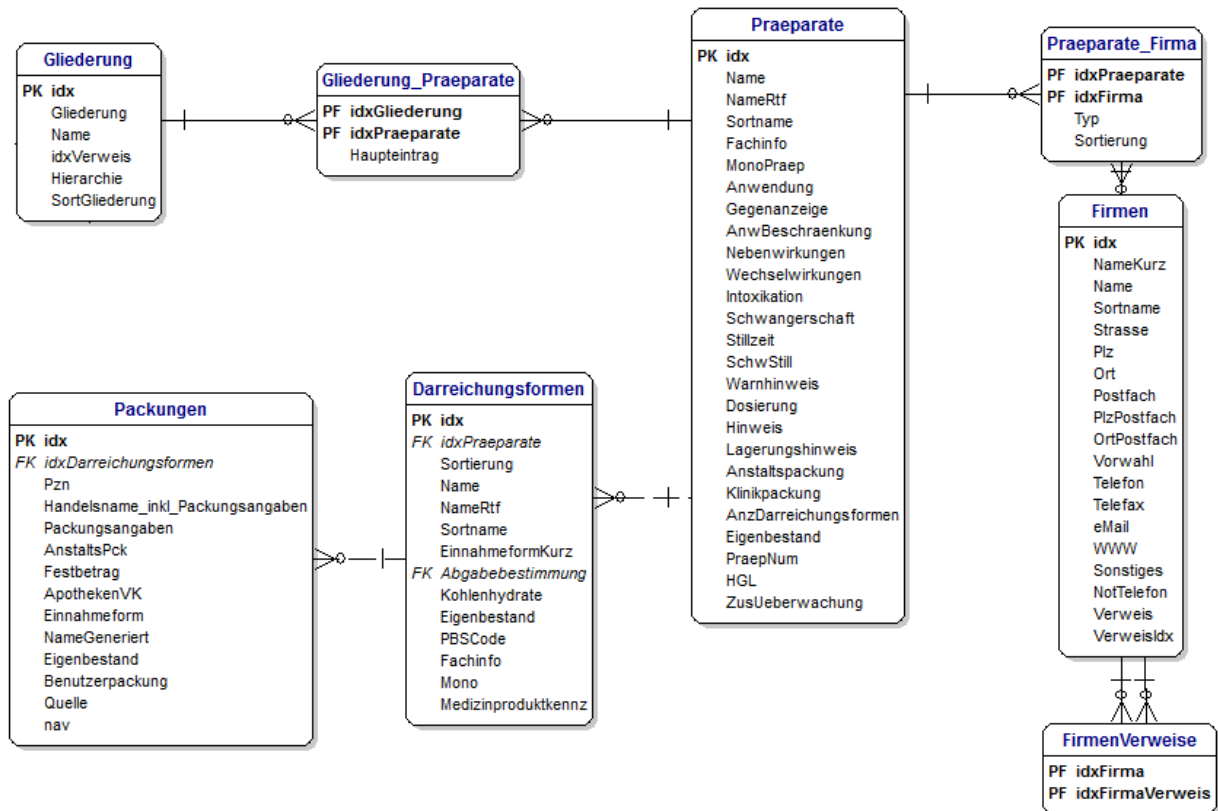 Gliederung
PK idx
Gliederung
Name
idxVerweis
Hierarchie
SortGliederung
Gliederung_Praeparate
PF idxGliederung
PF idxPraeparate
Haupteintrag
Praeparate
PK idx
Name
NameRtf
Sortname
Fachinfo
MonoPraep
Anwendung
Gegenanzeige
AnwBeschraenkung
Nebenwirkungen
Wechselwirkungen
Intoxikation
Schwangerschaft
Stillzeit
SchwStill
Warnhinweis
Dosierung
Hinweis
Lagerungshinweis
Anstaltspackung
Klinikpackung
AnzDarreichungsformen
Eigenbestand
PraepNum
HGL
ZusUeberwachung
Praeparate_Firma
PF idxPraeparate
PF idxFirma
Typ
Sortierung
Firmen
PK idx
NameKurz
Name
Sortname
Strasse
Plz
Ort
Postfach
PlzPostfach
OrtPostfach
Vorwahl
Telefon
Telefax
eMail
WWW
Sonstiges
NotTelefon
Verweis
VerweisIdx
Packungen
PK idx
FK idxDarreichungsformen
Pzn
Handelsname_inkl_Packungsangaben
Packungsangaben
AnstaltsPck
Festbetrag
ApothekenVK
Einnahmeform
NameGeneriert
Eigenbestand
Benutzerpackung
Quelle
nav
Darreichungsformen
PK idx
FK idxPraeparate
Sortierung
Name
NameRtf
Sortname
EinnahmeformKurz
FK Abgabebestimmung
Kohlenhydrate
Eigenbestand
PBSCode
Fachinfo
Mono
Medizinproduktkennz
FirmenVerweise
PF idxFirma
PF idxFirmaVerweis